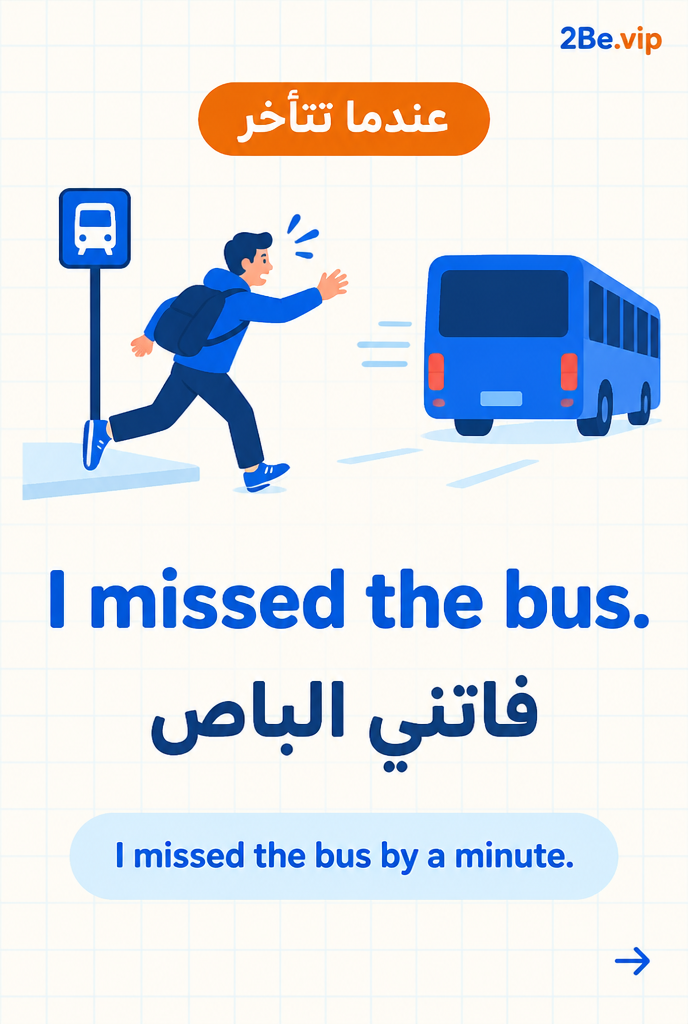 2Be.vip
عندما تتأخر
I missed the bus.
فاتني الباص
I missed the bus by a minute.